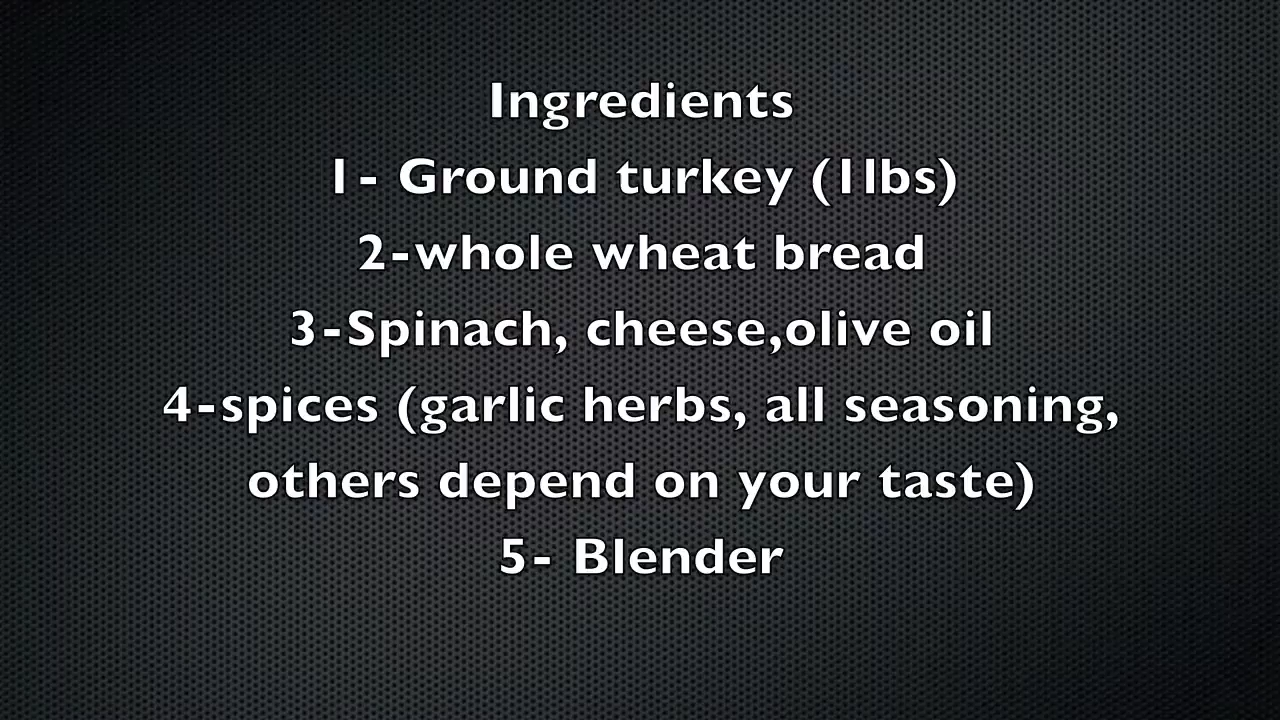 Ingredients
1- Ground turkey (1lbs)
2-whole wheat bread
3-Spinach, cheese,olive oil
4-spices (garlic herbs, all seasoning,
others depend on your taste)
5- Blender